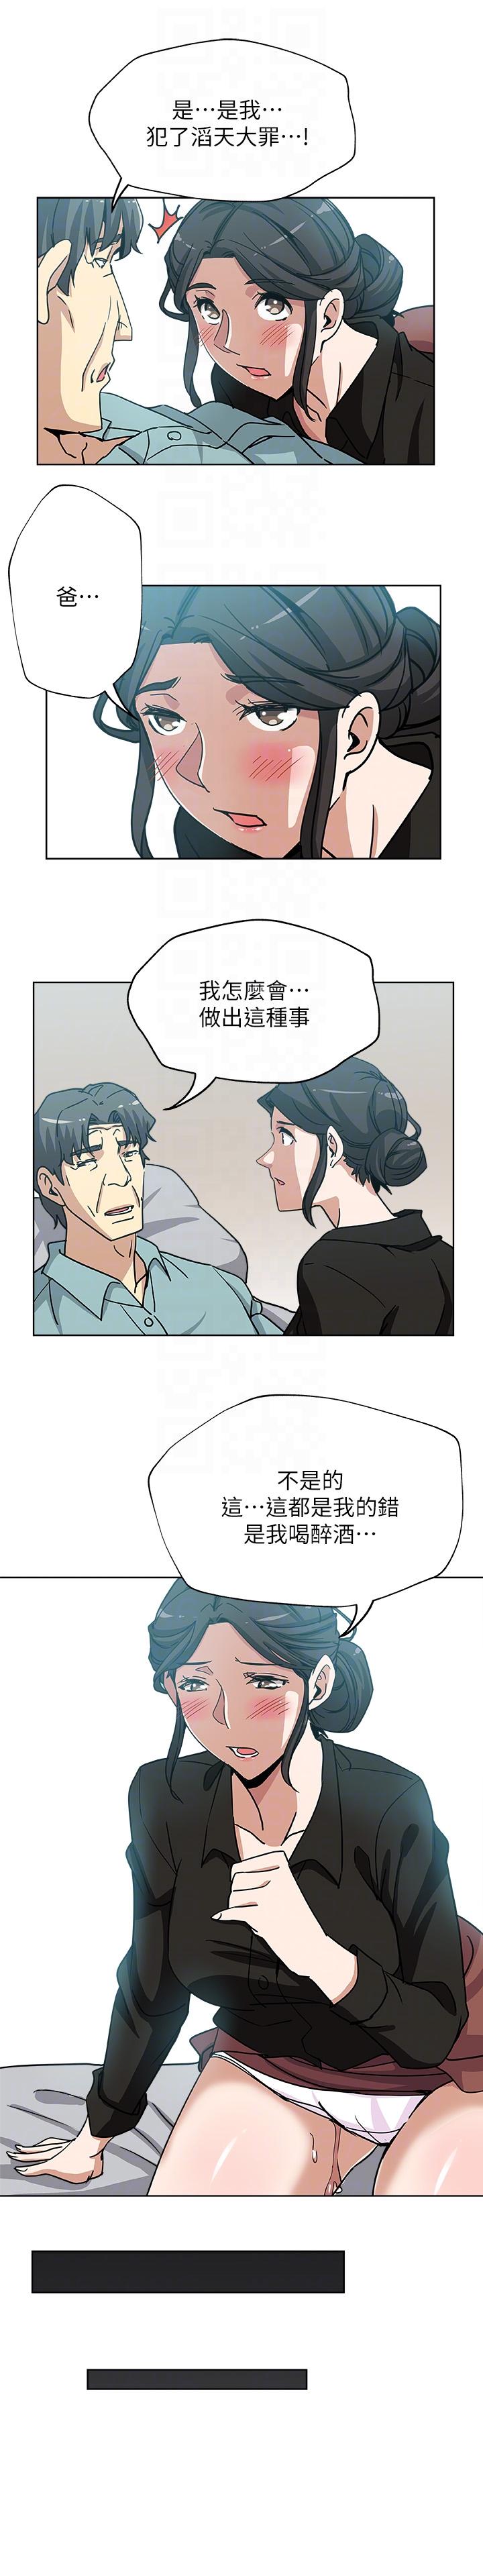 是⋯是我⋯
犯了滔天大罪⋯!
爸⋯
我怎麼會⋯
做出這種事
不是的
這⋯這都是我的錯
是我喝醉酒⋯